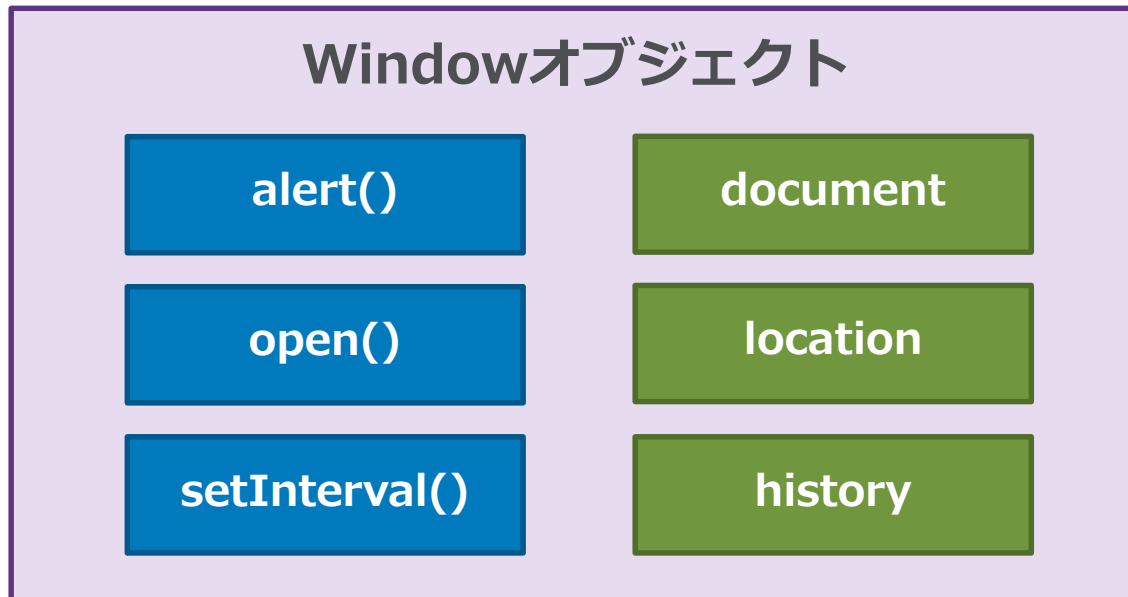 Windowオブジェクト
alert()
document
open()
location
setInterval()
history